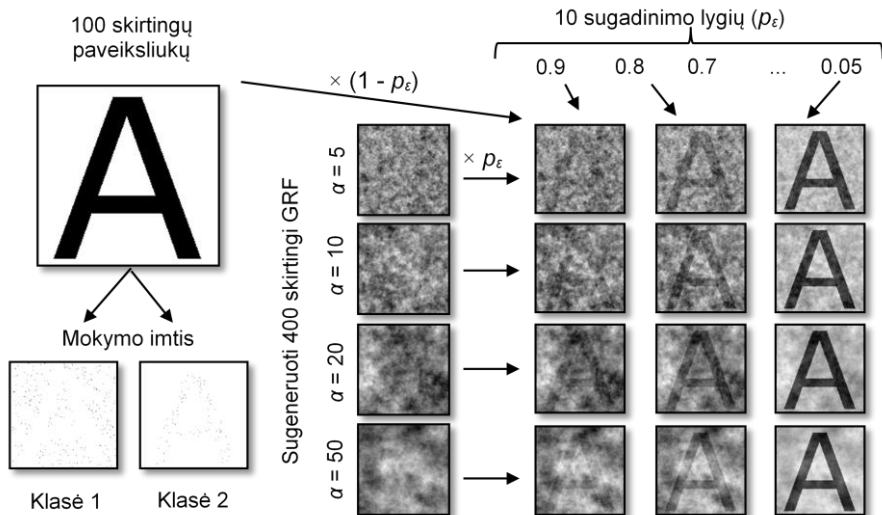 100 skirtingų
paveiksliukų
10 sugadinimo lygių (pε)
0.9 0.8 0.7 ... 0.05
× (1 - pε)
A
Sugeneruoti 400 skirtingi GRF
α = 5
× pε
α = 10
α = 20
α = 50
Mokymo imtis
Klasė 1 Klasė 2